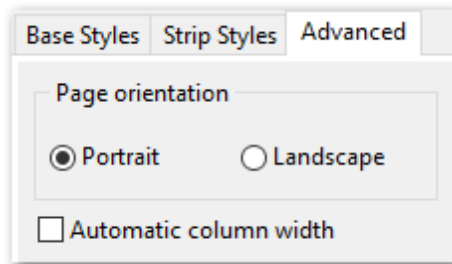 Base Styles Strip Styles Advanced
Page orientation
Portrait Landscape
Automatic column width